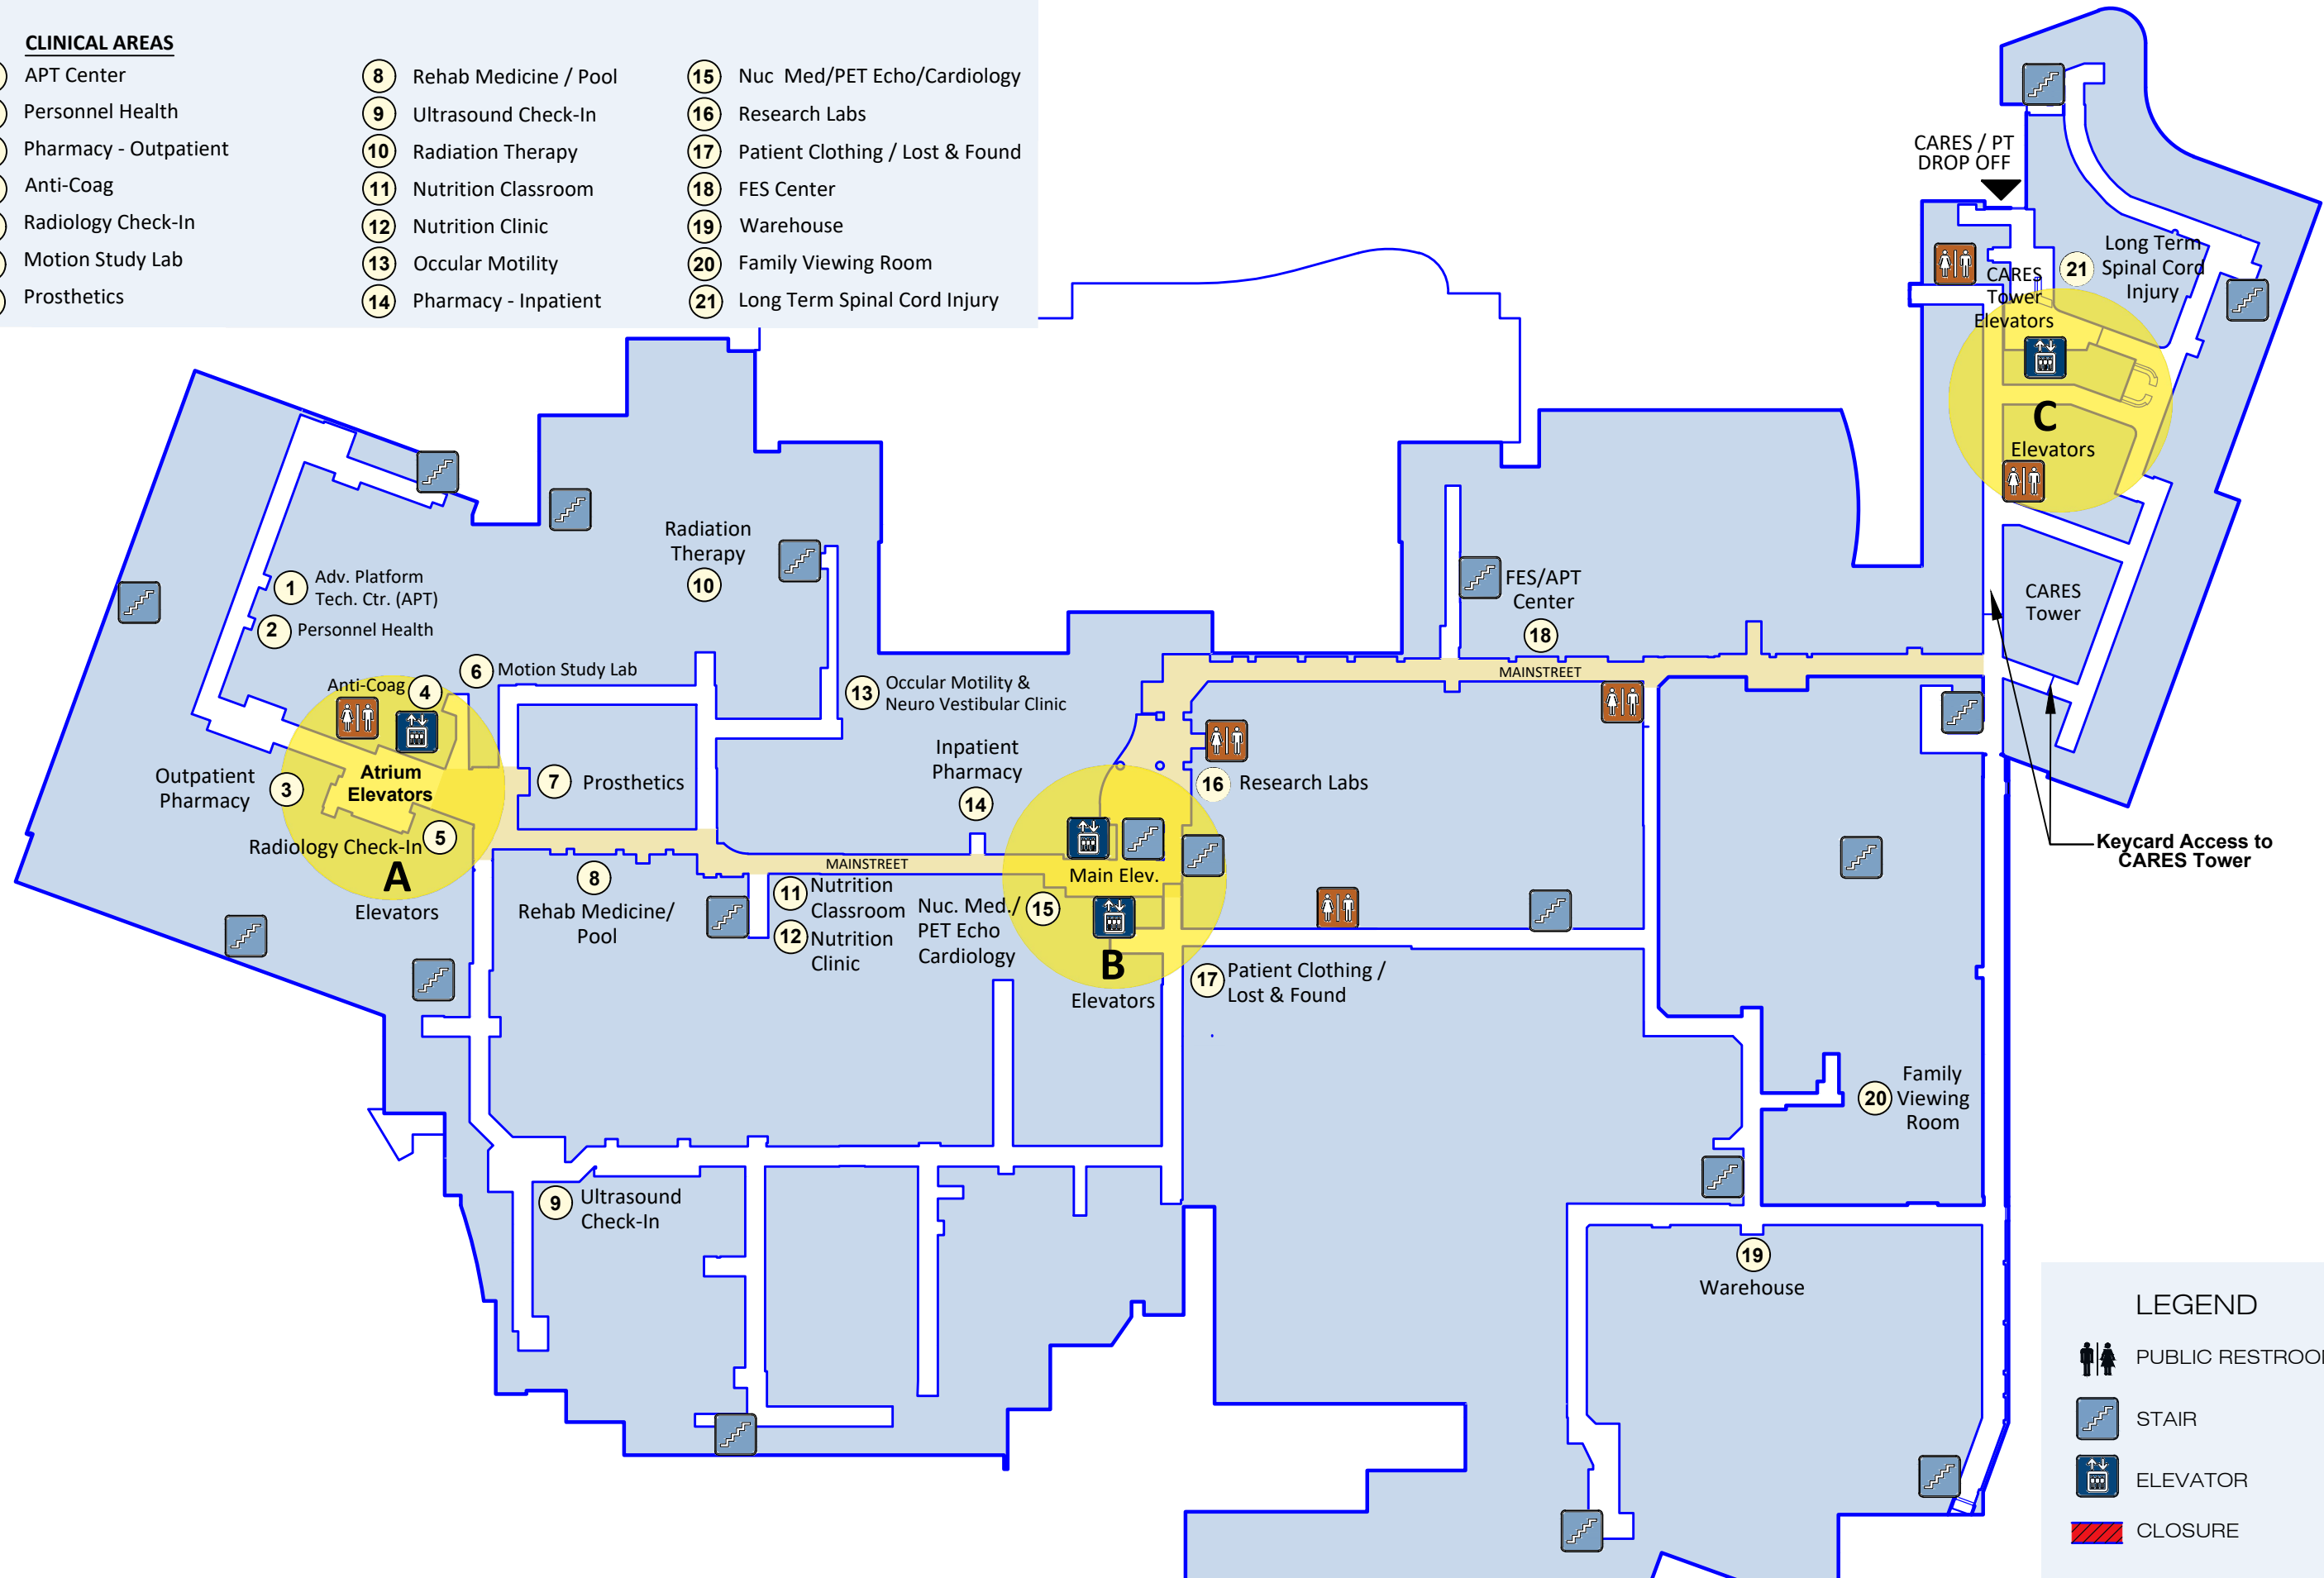 CLINICAL AREAS
APT Center
Personnel Health
Pharmacy - Outpatient
Anti-Coag
Radiology Check-In
Motion Study Lab
Prosthetics
8 Rehab Medicine / Pool
9 Ultrasound Check-In
10 Radiation Therapy
11 Nutrition Classroom
12 Nutrition Clinic
13 Occular Motility
14 Pharmacy - Inpatient
15 Nuc Med/PET Echo/Cardiology
16 Research Labs
17 Patient Clothing / Lost & Found
18 FES Center
19 Warehouse
20 Family Viewing Room
21 Long Term Spinal Cord Injury
CARES / PT
DROP OFF
21 Long Term
Spinal Cord
Injury
CARES
Tower
Elevators
C
Elevators
CARES
Tower
Keycard Access to
CARES Tower
Radiation
Therapy
10
1 Adv. Platform
Tech. Ctr. (APT)
2 Personnel Health
6 Motion Study Lab
Anti-Coag 4
Outpatient
Pharmacy
3
Atrium
Elevators
Radiology Check-In 5
A
Elevators
7 Prosthetics
8
Rehab Medicine/
Pool
13 Occular Motility &
Neuro Vestibular Clinic
Inpatient
Pharmacy
14
MAINSTREET
11 Nutrition
Classroom
12 Nutrition
Clinic
Nuc. Med./
PET Echo
Cardiology
15
Main Elev.
B
Elevators
16 Research Labs
17 Patient Clothing /
Lost & Found
FES/APT
Center
18
MAINSTREET
9 Ultrasound
Check-In
20 Family
Viewing
Room
19
Warehouse
LEGEND
PUBLIC RESTROO
STAIR
ELEVATOR
CLOSURE